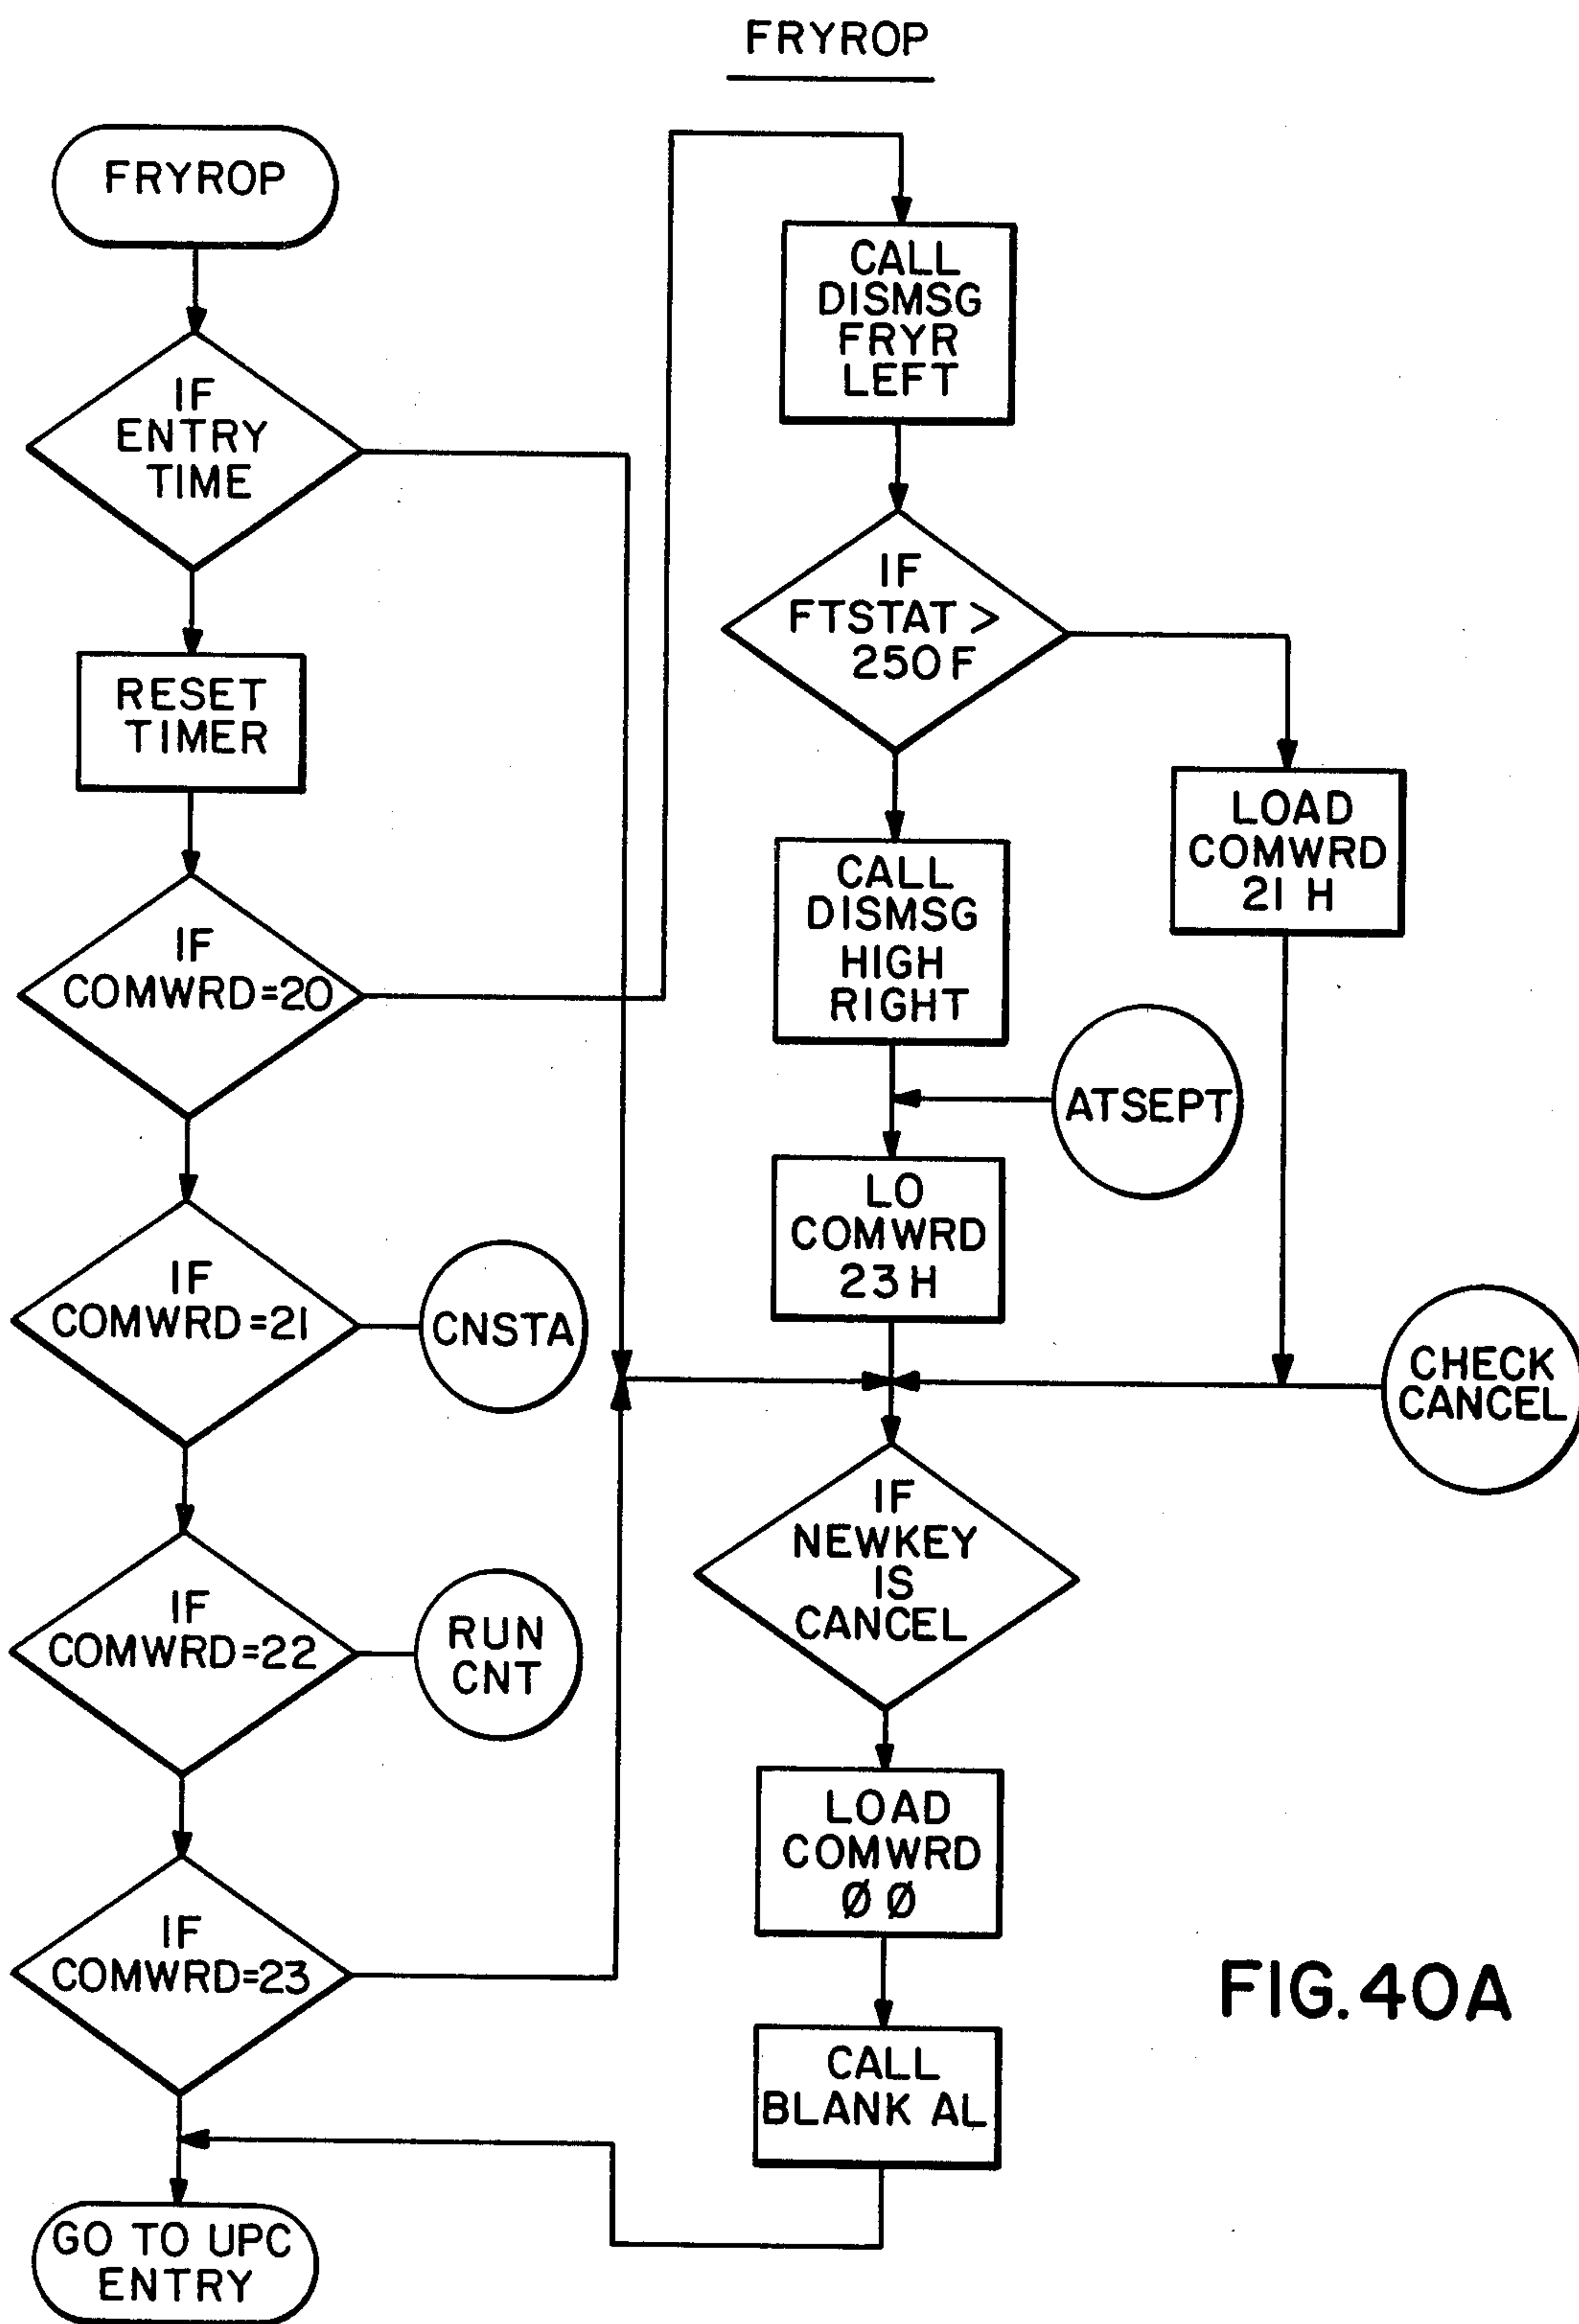 FRYROP
FRYROP
IF
ENTRY
TIME
RESET
TIMER
IF
COMWRD=20
IF
COMWRD=21
CNSTA
IF
COMWRD=22
RUN
CNT
IF
COMWRD=23
GO TO UPC
ENTRY
CALL
DISMSG
FRYR
LEFT
IF
FTSTAT >
250F
LOAD
COMWRD
21 H
CALL
DISMSG
HIGH
RIGHT
ATSEPT
LO
COMWRD
23 H
CHECK
CANCEL
IF
NEWKEY
IS
CANCEL
LOAD
COMWRD
Ø Ø
CALL
BLANK AL
FIG.40A